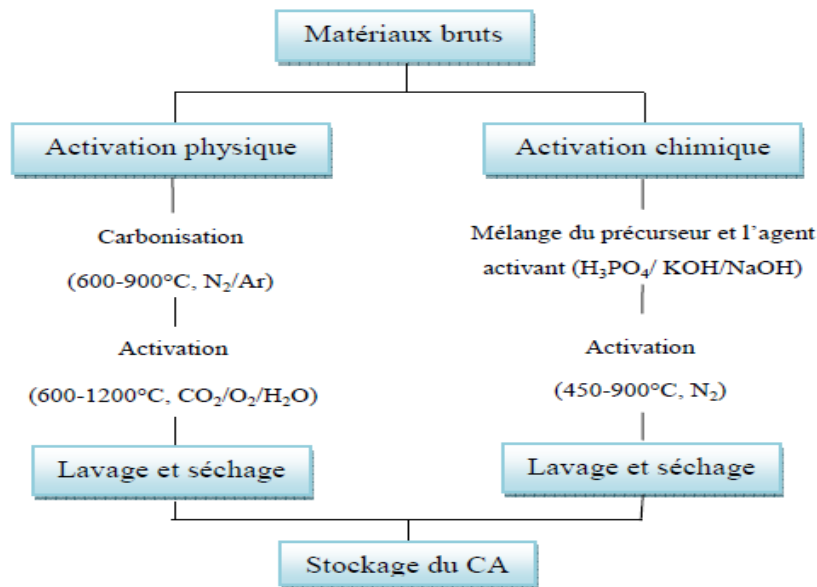 Matériaux bruts
Activation physique
Carbonisation
(600-900°C, N₂/Ar)
Activation
(600-1200°C, CO₂/O₂/H₂O)
Lavage et séchage
Activation chimique
Mélange du précurseur et l'agent
activant (H₃PO₄/ KOH/NaOH)
Activation
(450-900°C, N₂)
Lavage et séchage
Stockage du CA